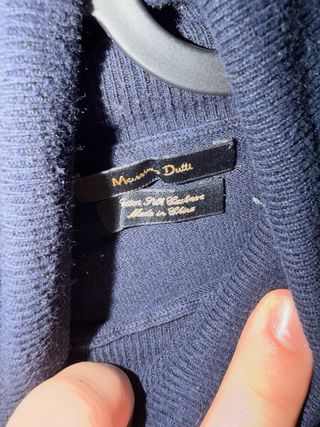 Massimo Dutti
Cotton Silk Cashmere
Made in China